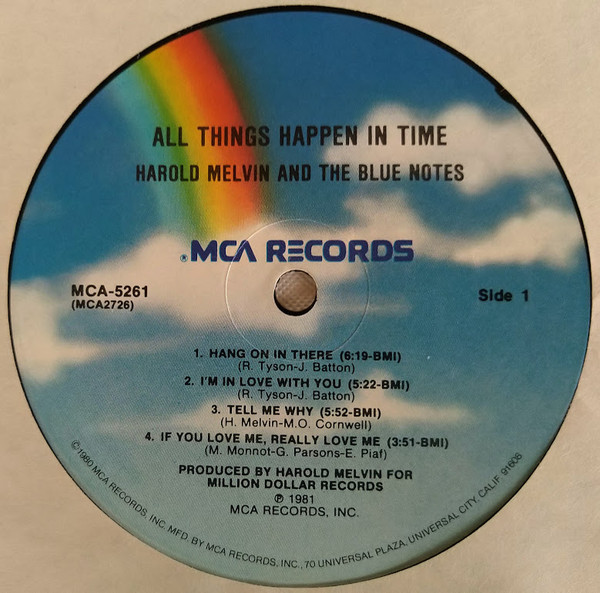 ALL THINGS HAPPEN IN TIME
HAROLD MELVIN AND THE BLUE NOTES
®MCA RECORDS
MCA-5261
(MCA2726)
Side 1
1. HANG ON IN THERE (6:19-BMI)
(R. Tyson-J. Batton)
2. I'M IN LOVE WITH YOU (5:22-BMI)
(R. Tyson-J. Batton)
3. TELL ME WHY (5:52-BMI)
(H. Melvin-M.O. Cornwell)
4. IF YOU LOVE ME, REALLY LOVE ME (3:51-BMI)
(M. Monnot-G. Parsons-E. Piaf)
PRODUCED BY HAROLD MELVIN FOR
MILLION DOLLAR RECORDS
℗ 1981
MCA RECORDS, INC.
©1980 MCA RECORDS, INC. MFD. BY MCA RECORDS, INC., 70 UNIVERSAL PLAZA, UNIVERSAL CITY, CALIF. 91608